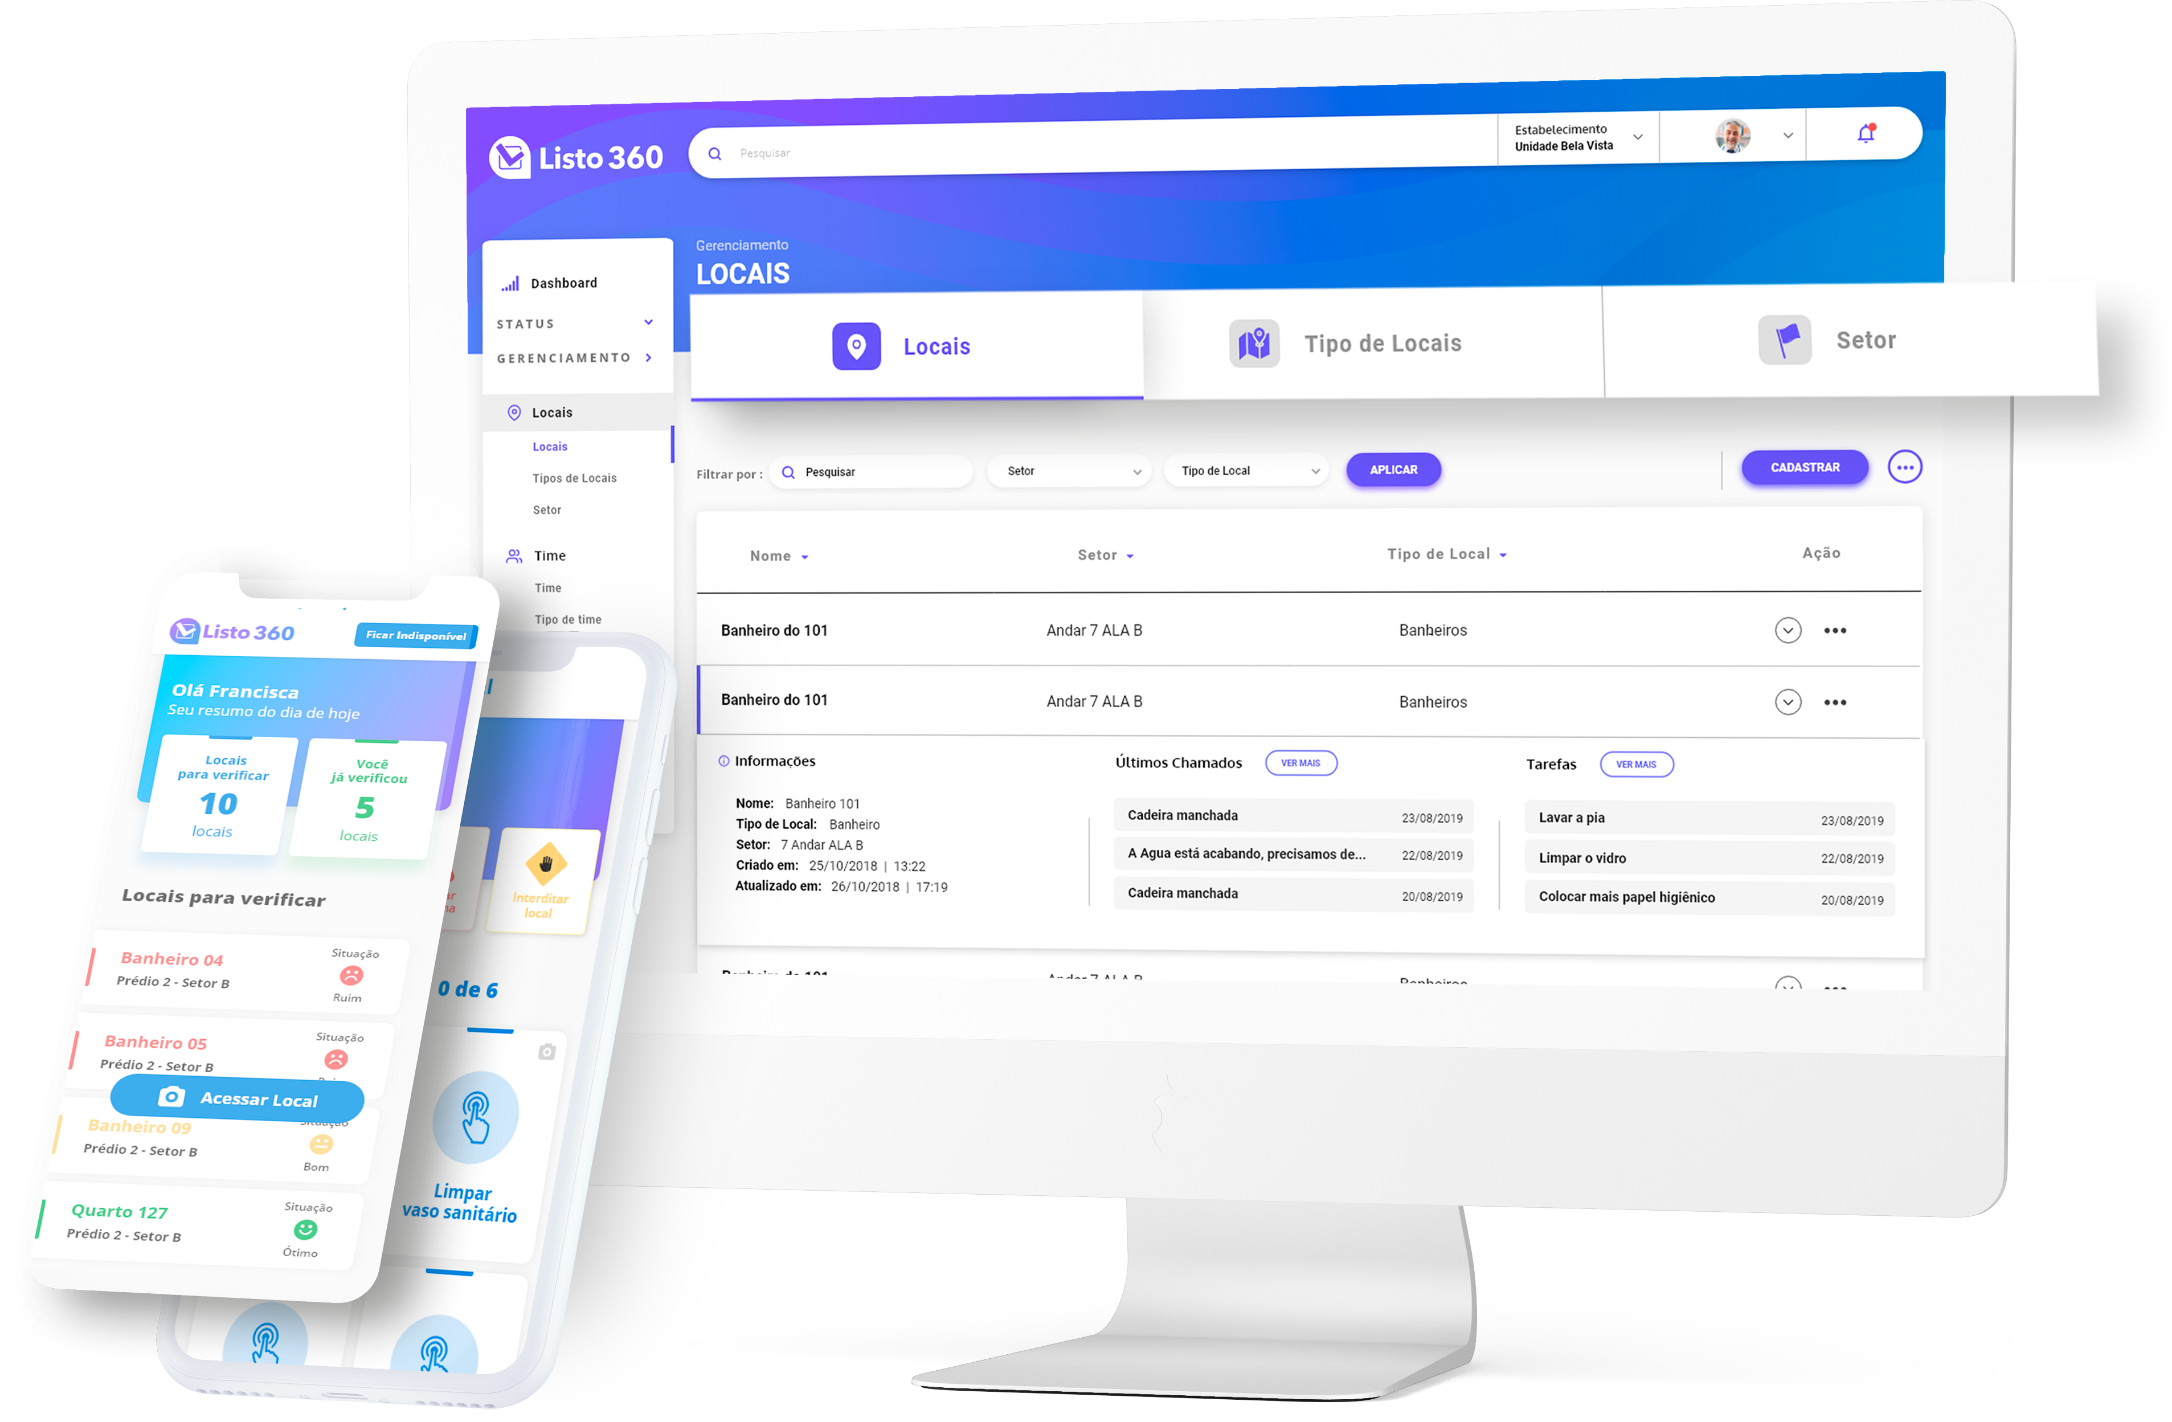 Listo 360
Pesquisar
Estabelecimento
Unidade Bela Vista
Gerenciamento
LOCAIS
Dashboard
STATUS
GERENCIAMENTO
Locais
Locais
Tipos de Locais
Setor
Time
Time
Tipo de time
Locais
Tipo de Locais
Setor
Filtrar por :
Pesquisar
Setor
Tipo de Local
APLICAR
CADASTRAR
Nome
Setor
Tipo de Local
Ação
Banheiro do 101
Andar 7 ALA B
Banheiros
Banheiro do 101
Andar 7 ALA B
Banheiros
Informações
Nome: Banheiro 101
Tipo de Local: Banheiro
Setor: 7 Andar ALA B
Criado em: 25/10/2018 | 13:22
Atualizado em: 26/10/2018 | 17:19
Últimos Chamados
VER MAIS
Cadeira manchada 23/08/2019
A Agua está acabando, precisamos de... 22/08/2019
Cadeira manchada 20/08/2019
Tarefas
VER MAIS
Lavar a pia 23/08/2019
Limpar o vidro 22/08/2019
Colocar mais papel higiênico 20/08/2019
Banheiro do 101
Andar 7 ALA B
Banheiros
Listo 360
Ficar Indisponível
Olá Francisca
Seu resumo do dia de hoje
Locais
para verificar
10
locais
Você
já verificou
5
locais
Locais para verificar
Banheiro 04
Prédio 2 - Setor B
Situação
Ruim
Banheiro 05
Prédio 2 - Setor B
Situação
Acessar Local
Banheiro 09
Prédio 2 - Setor B
Situação
Bom
Quarto 127
Prédio 2 - Setor B
Situação
Ótimo
Interditar
local
0 de 6
Limpar
vaso sanitário